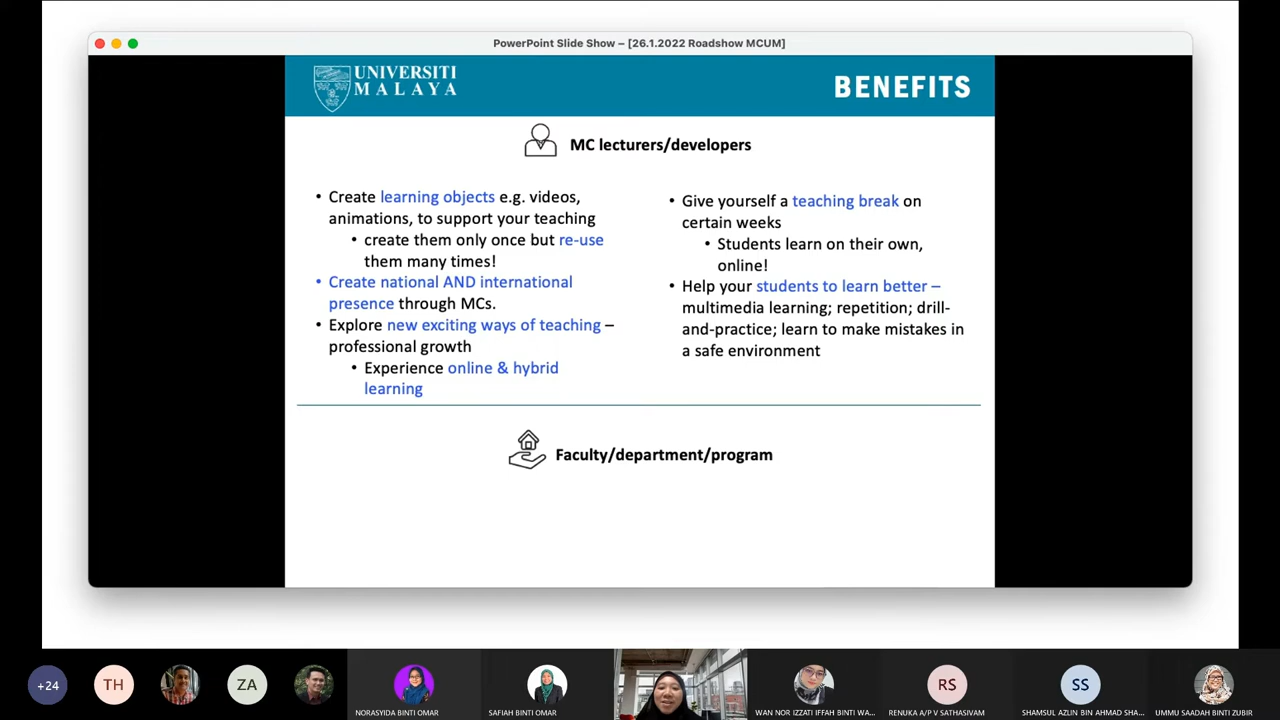 PowerPoint Slide Show – [26.1.2022 Roadshow MCUM]
UNIVERSITI
MALAYA
BENEFITS
MC lecturers/developers
• Create learning objects e.g. videos,
animations, to support your teaching
• create them only once but re-use
them many times!
• Create national AND international
presence through MCs.
• Explore new exciting ways of teaching –
professional growth
• Experience online & hybrid
learning
• Give yourself a teaching break on
certain weeks
• Students learn on their own,
online!
• Help your students to learn better –
multimedia learning; repetition; drill-
and-practice; learn to make mistakes in
a safe environment
Faculty/department/program
+24
TH
ZA
NORASYIDA BINTI OMAR
SAFIAH BINTI OMAR
WAN NOR IZZATI IFFAH BINTI WA...
RS
RENUKA A/P V SATHASIVAM
SS
SHAMSUL AZLIN BIN AHMAD SHA...
UMMU SAADAH BINTI ZUBIR